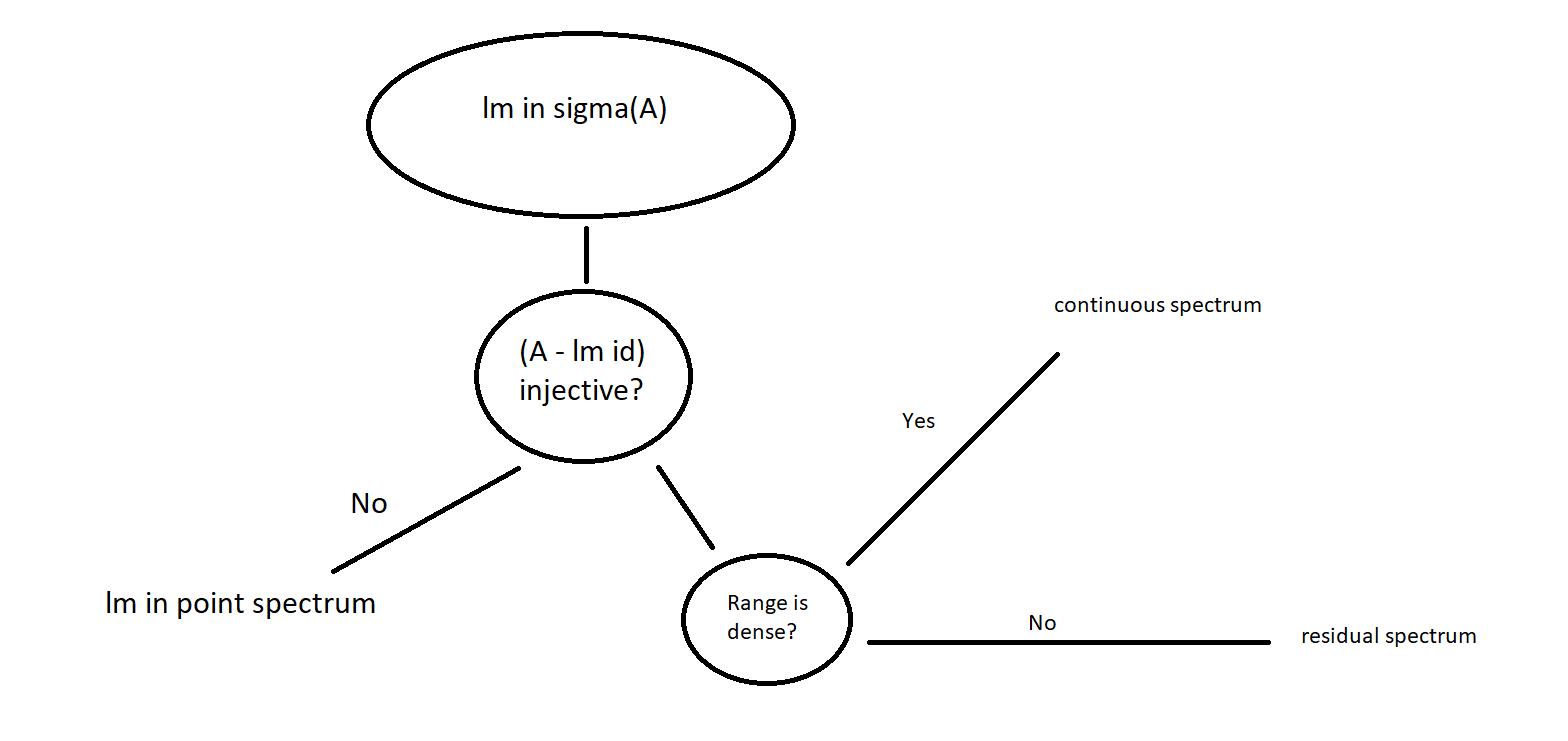 lm in sigma(A)
(A - lm id)
injective?
No
lm in point spectrum
Range is
dense?
Yes
continuous spectrum
No
residual spectrum